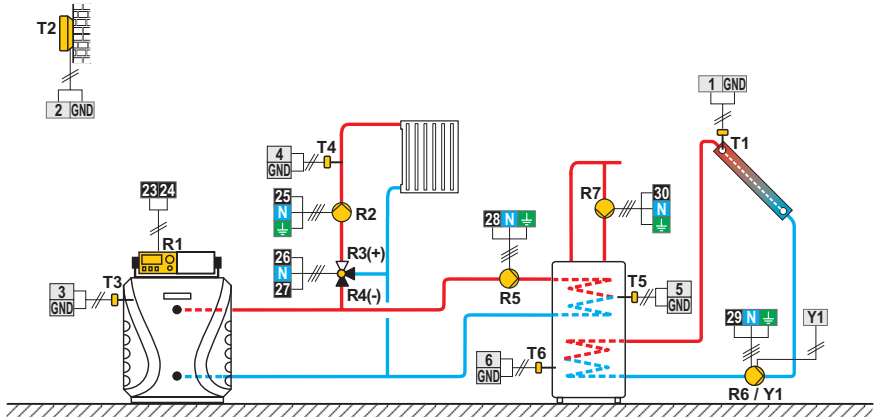 T2
2 GND
1 GND
T1
T4
4
GND
R7
30
N
23 24
25
N
R2
28 N
R1
R3(+)
26
N
27
R4(-)
T3
3
GND
R5
T5
5
GND
29 N
Y1
T6
6
GND
R6 / Y1